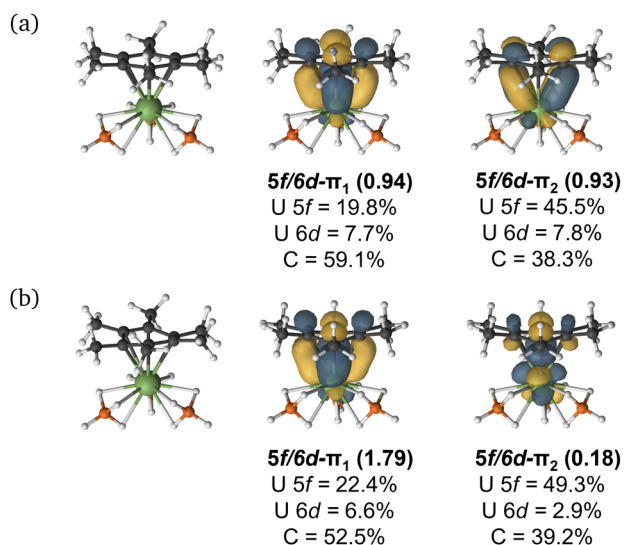 (a)
5f/6d-π₁ (0.94)
U 5f = 19.8%
U 6d = 7.7%
C = 59.1%
5f/6d-π₂ (0.93)
U 5f = 45.5%
U 6d = 7.8%
C = 38.3%
(b)
5f/6d-π₁ (1.79)
U 5f = 22.4%
U 6d = 6.6%
C = 52.5%
5f/6d-π₂ (0.18)
U 5f = 49.3%
U 6d = 2.9%
C = 39.2%